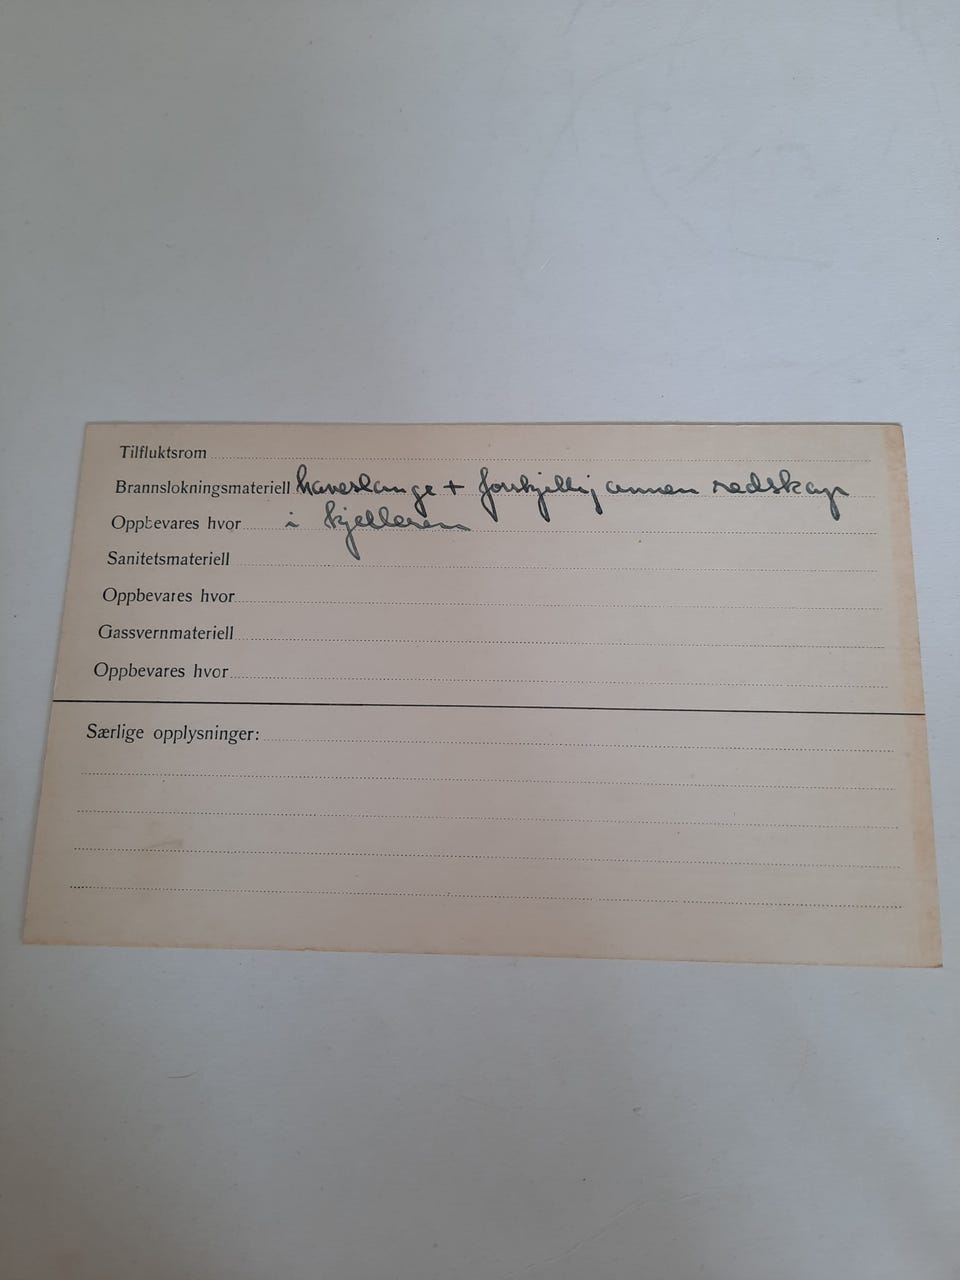 Tilfluktsrom
Brannslokningsmateriell haveslange + forskjellig annen redskap
Oppbevares hvor i kjelleren
Sanitetsmateriell
Oppbevares hvor
Gassvernmateriell
Oppbevares hvor
Særlige opplysninger: